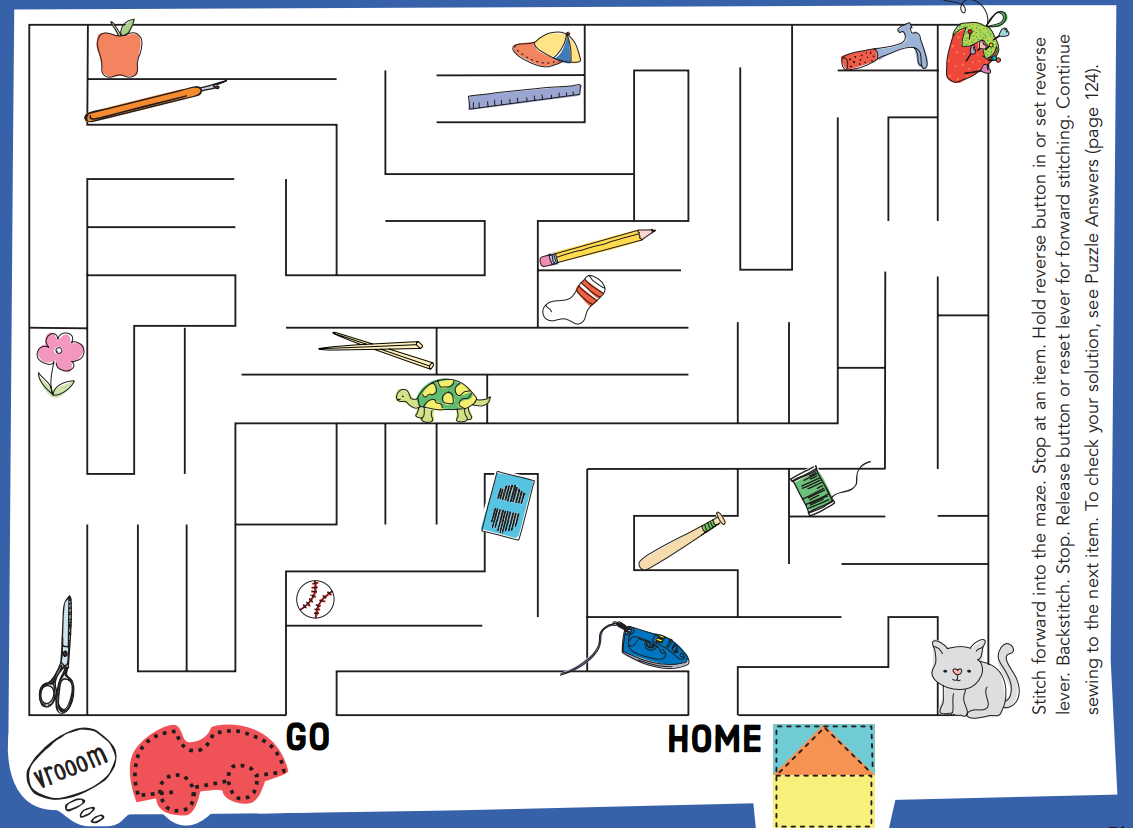 Stitch forward into the maze. Stop at an item. Hold reverse button in or set reverse
lever. Backstitch. Stop. Release button or reset lever for forward stitching. Continue
sewing to the next item. To check your solution, see Puzzle Answers (page 124).
vrooom
GO
HOME